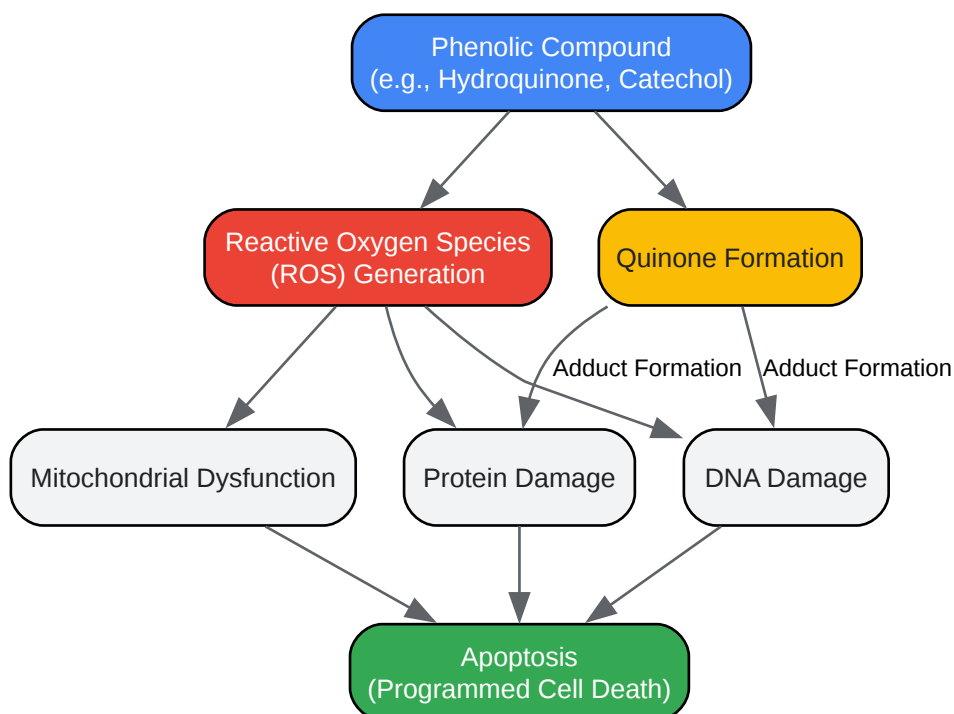 Phenolic Compound
(e.g., Hydroquinone, Catechol)
Reactive Oxygen Species
(ROS) Generation
Quinone Formation
Adduct Formation
Adduct Formation
Mitochondrial Dysfunction
Protein Damage
DNA Damage
Apoptosis
(Programmed Cell Death)